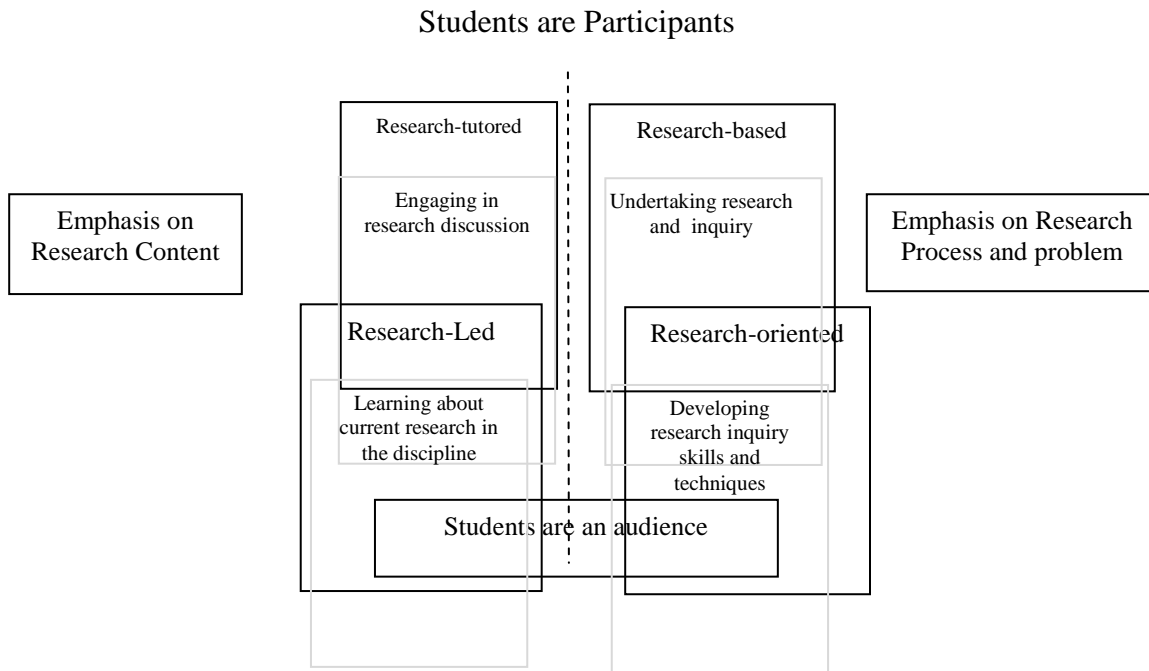 Students are Participants
Research-tutored
Research-based
Engaging in
research discussion
Undertaking research
and inquiry
Emphasis on
Research Content
Emphasis on Research
Process and problem
Research-Led
Research-oriented
Learning about
current research in
the discipline
Developing
research inquiry
skills and
techniques
Students are an audience